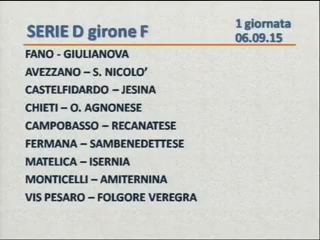 SERIE D girone F
1 giornata
06.09.15
FANO - GIULIANOVA
AVEZZANO – S. NICOLO'
CASTELFIDARDO – JESINA
CHIETI – O. AGNONESE
CAMPOBASSO – RECANATESE
FERMANA – SAMBENEDETTESE
MATELICA – ISERNIA
MONTICELLI – AMITERNINA
VIS PESARO – FOLGORE VEREGRA